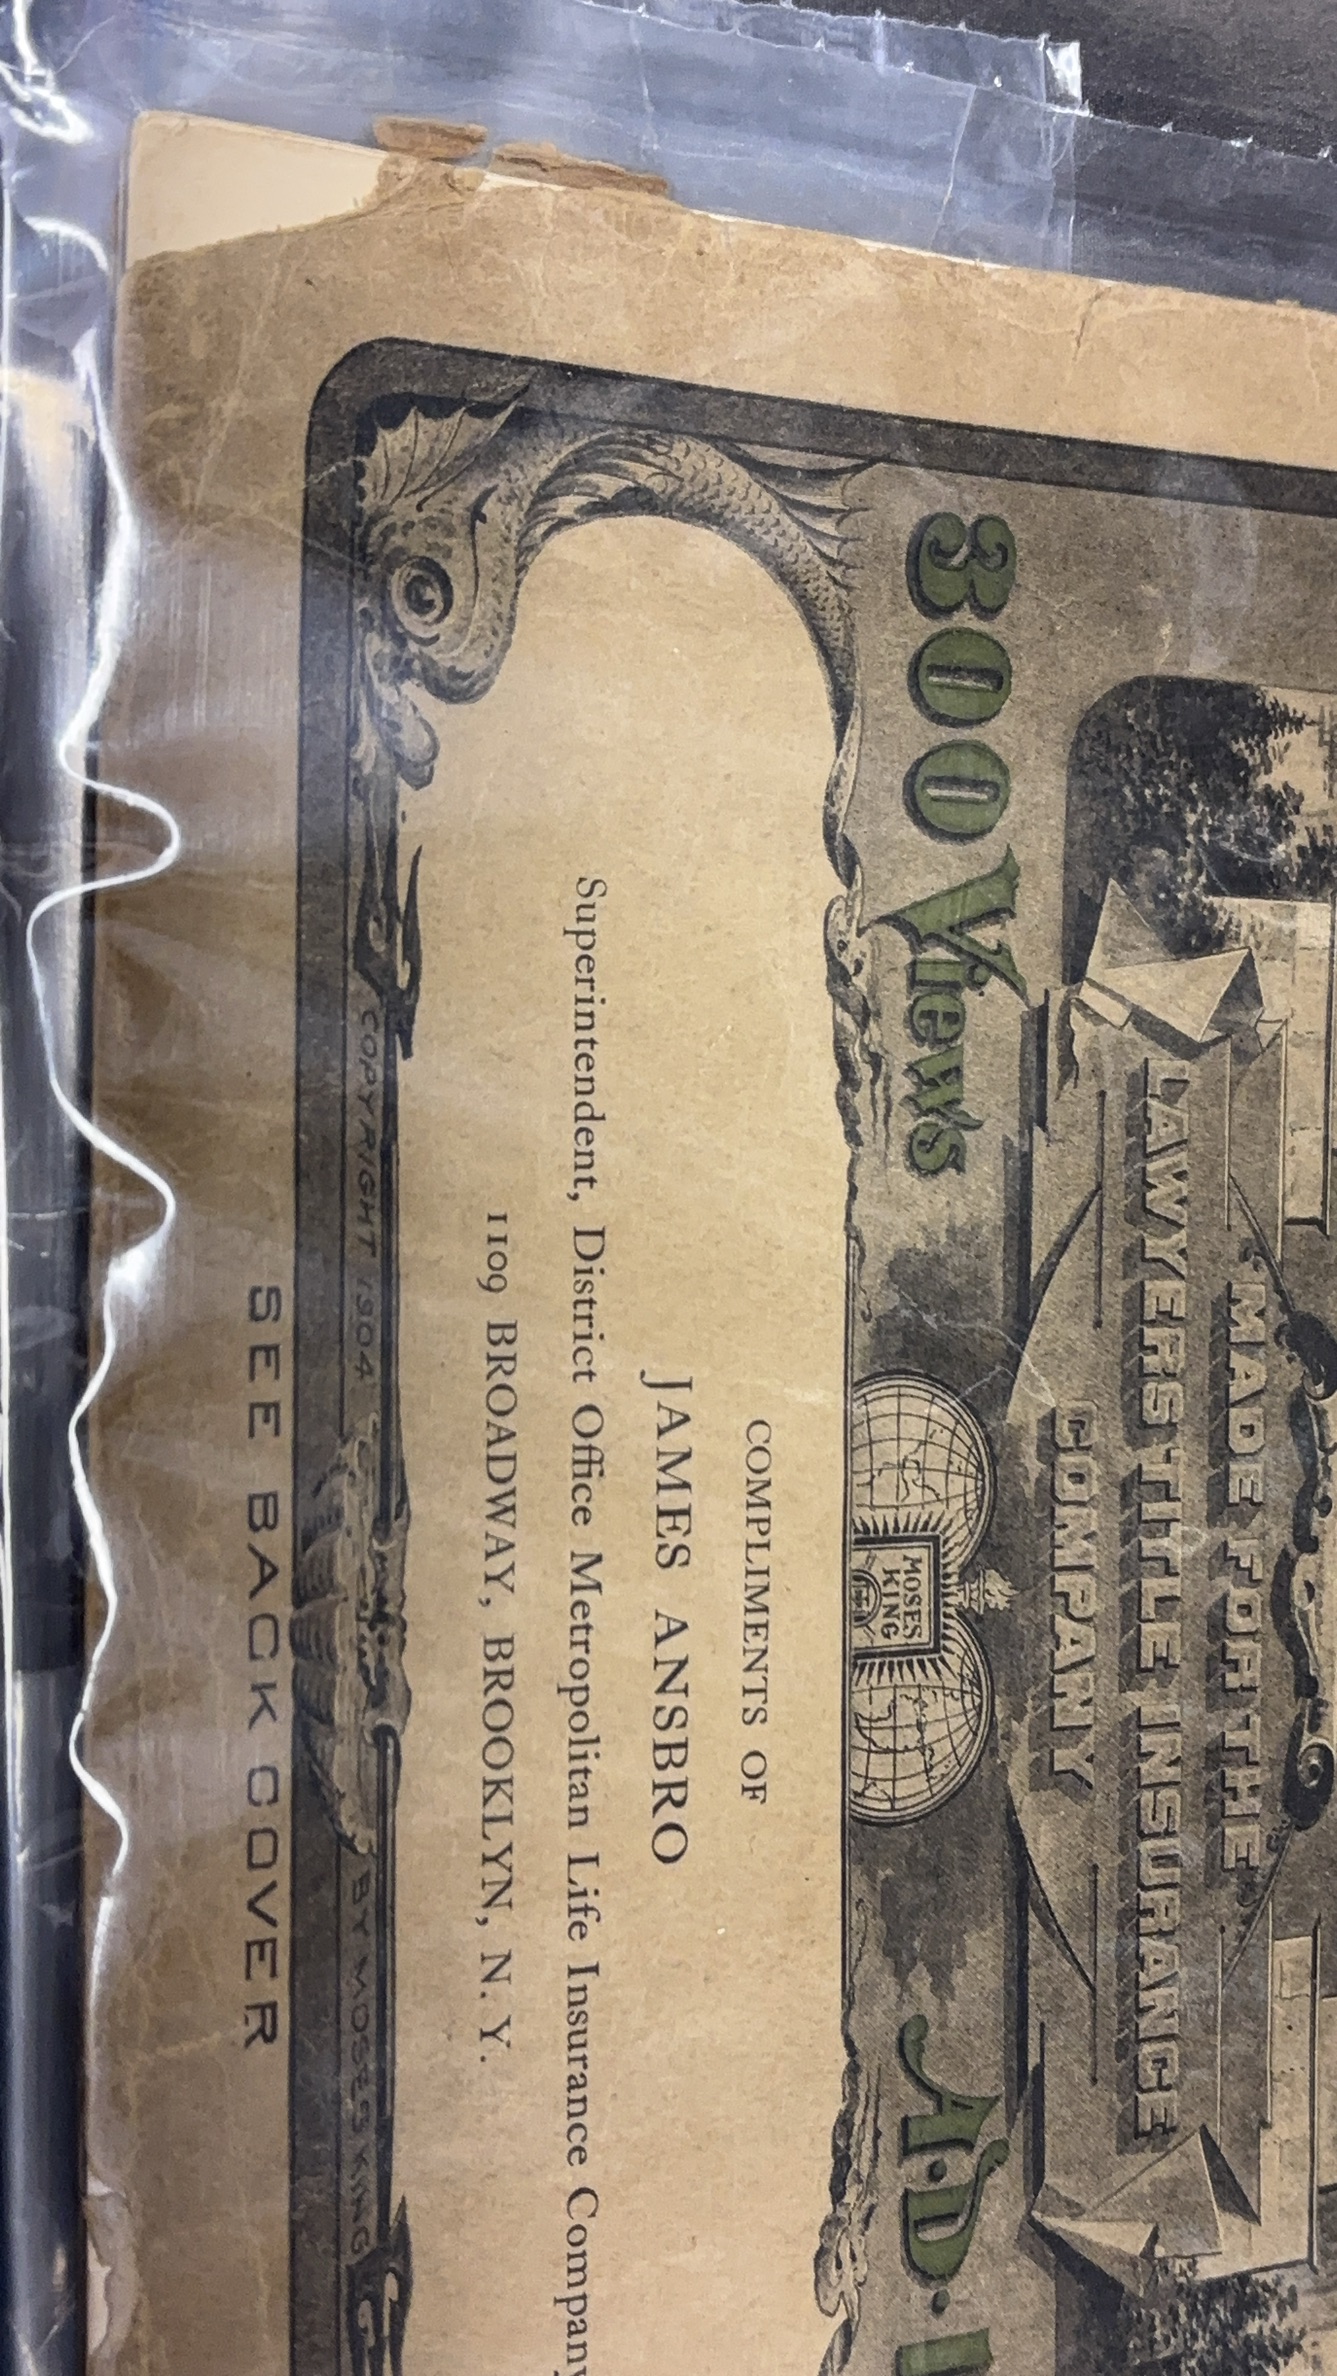 MADE FOR THE
LAWYERS TITLE INSURANCE
COMPANY
300 Views
A.D.
MOSES
KING
COMPLIMENTS OF
JAMES ANSBRO
Superintendent, District Office Metropolitan Life Insurance Company
1109 BROADWAY, BROOKLYN, N. Y.
COPYRIGHT 1904
BY MOSES KING
SEE BACK COVER